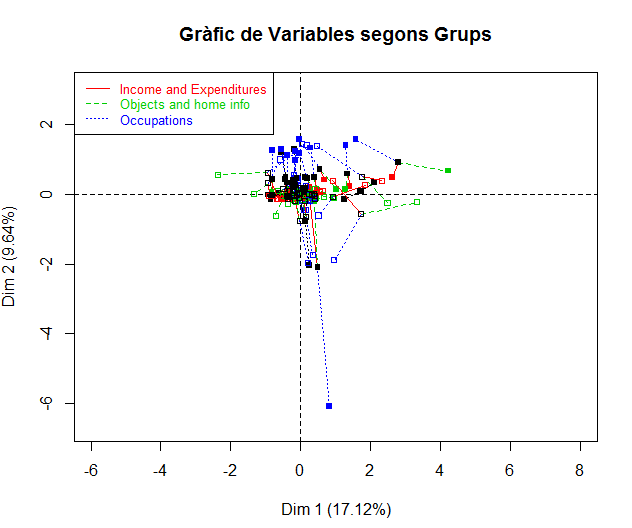 Gràfic de Variables segons Grups
Income and Expenditures
Objects and home info
Occupations
2
0
-2
-4
-6
Dim 2 (9.64%)
-6
-4
-2
0
2
4
6
8
Dim 1 (17.12%)